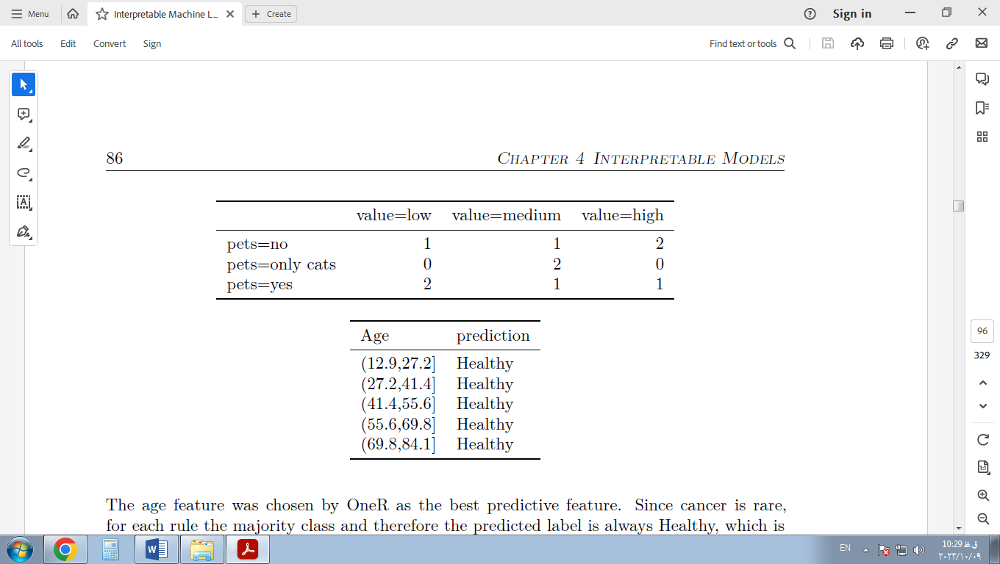 Menu
Interpretable Machine L...
Create
Sign in
All tools Edit Convert Sign
Find text or tools
86 CHAPTER 4 INTERPRETABLE MODELS
value=low value=medium value=high
pets=no 1 1 2
pets=only cats 0 2 0
pets=yes 2 1 1
Age prediction
(12.9,27.2] Healthy
(27.2,41.4] Healthy
(41.4,55.6] Healthy
(55.6,69.8] Healthy
(69.8,84.1] Healthy
The age feature was chosen by OneR as the best predictive feature. Since cancer is rare,
for each rule the majority class and therefore the predicted label is always Healthy, which is
96
329
1:1
EN
10:29 ق.ظ
۲۰۲۳/۱۰/۰۹